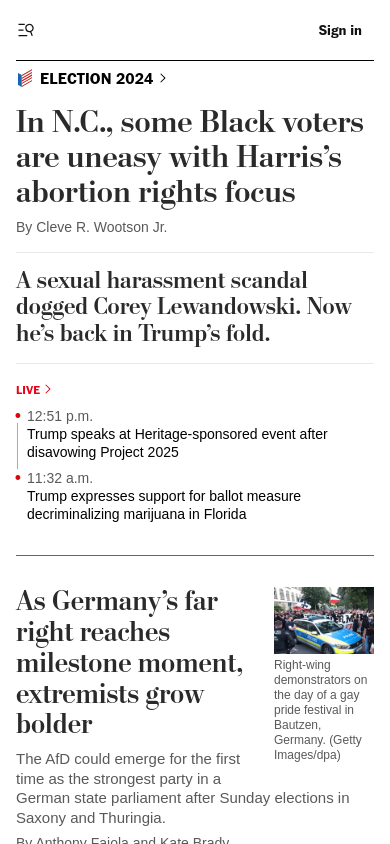 Sign in
ELECTION 2024
In N.C., some Black voters
are uneasy with Harris’s
abortion rights focus
By Cleve R. Wootson Jr.
A sexual harassment scandal
dogged Corey Lewandowski. Now
he’s back in Trump’s fold.
LIVE
12:51 p.m.
Trump speaks at Heritage-sponsored event after
disavowing Project 2025
11:32 a.m.
Trump expresses support for ballot measure
decriminalizing marijuana in Florida
As Germany’s far
right reaches
milestone moment,
extremists grow
bolder
Right-wing
demonstrators on
the day of a gay
pride festival in
Bautzen,
Germany. (Getty
Images/dpa)
The AfD could emerge for the first
time as the strongest party in a
German state parliament after Sunday elections in
Saxony and Thuringia.
By Anthony Faiola and Kate Brady